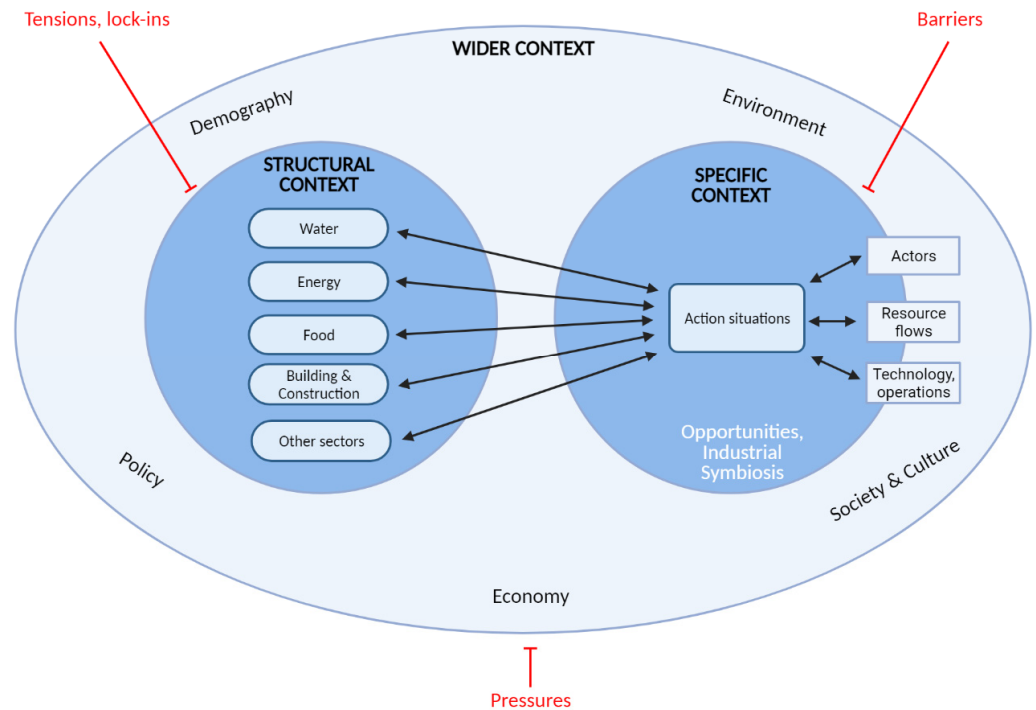 Tensions, lock-ins
Barriers
WIDER CONTEXT
Demography
Environment
STRUCTURAL
CONTEXT
Water
Energy
Food
Building &
Construction
Other sectors
SPECIFIC
CONTEXT
Action situations
Actors
Resource
flows
Technology,
operations
Opportunities,
Industrial
Symbiosis
Policy
Society & Culture
Economy
Pressures